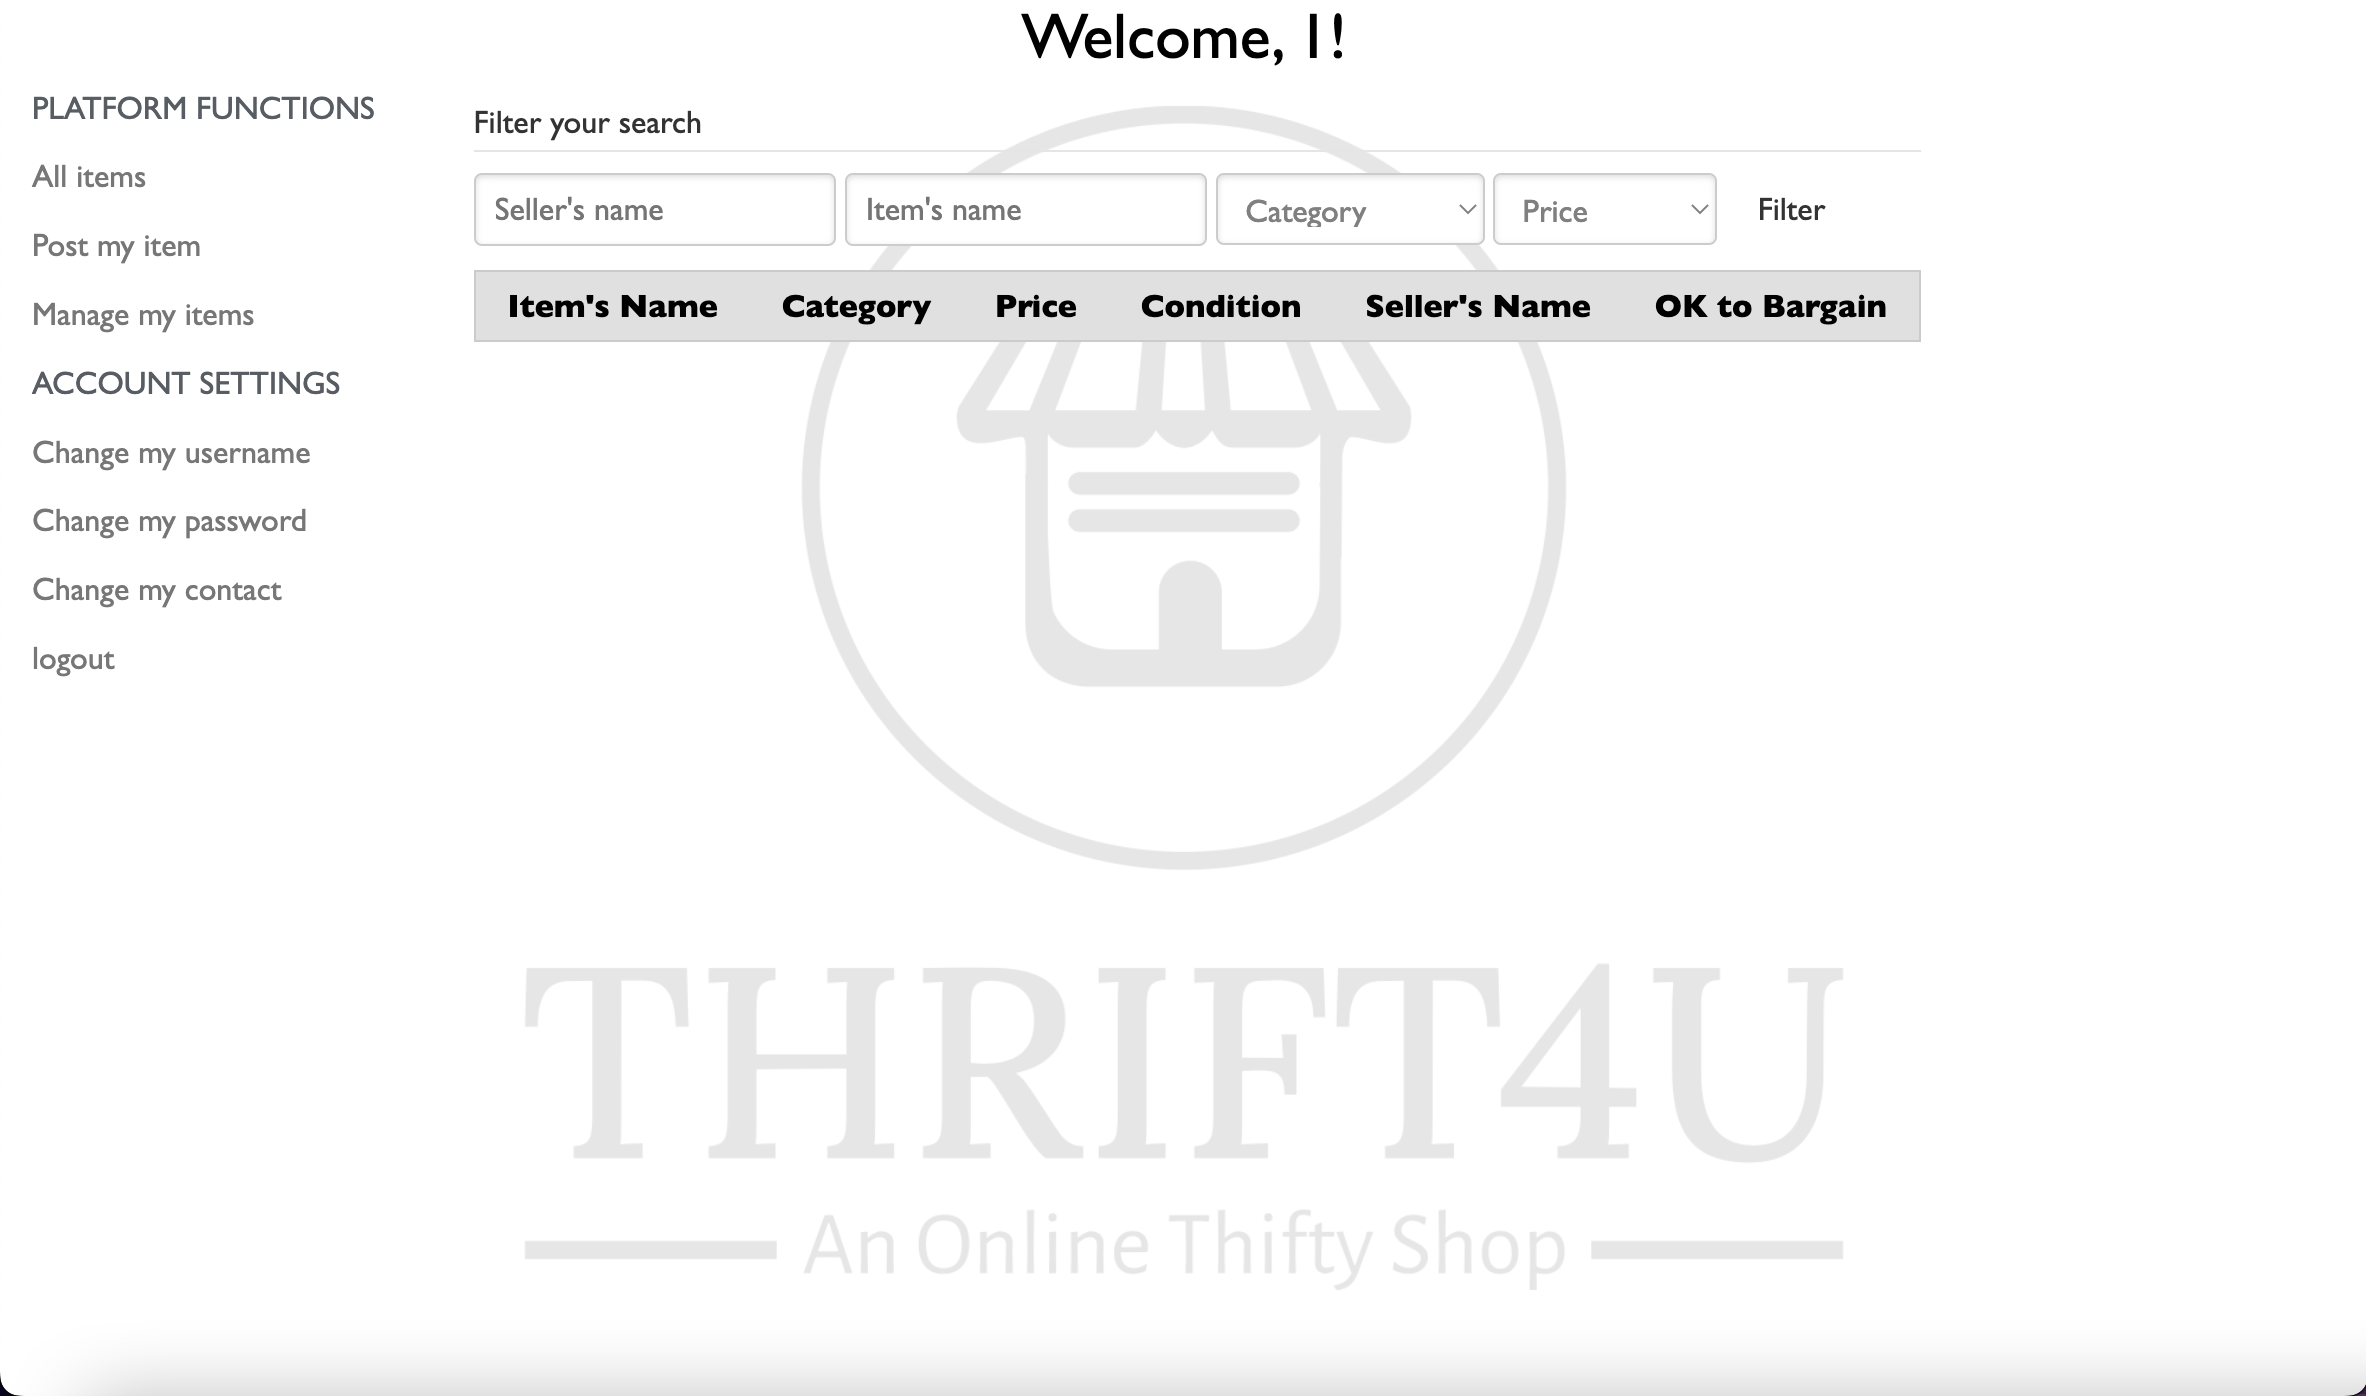 Welcome, 1!
PLATFORM FUNCTIONS
All items
Post my item
Manage my items
ACCOUNT SETTINGS
Change my username
Change my password
Change my contact
logout
Filter your search
Seller's name Item's name Category Price Filter
Item's Name Category Price Condition Seller's Name OK to Bargain
THRIFT4U
An Online Thifty Shop